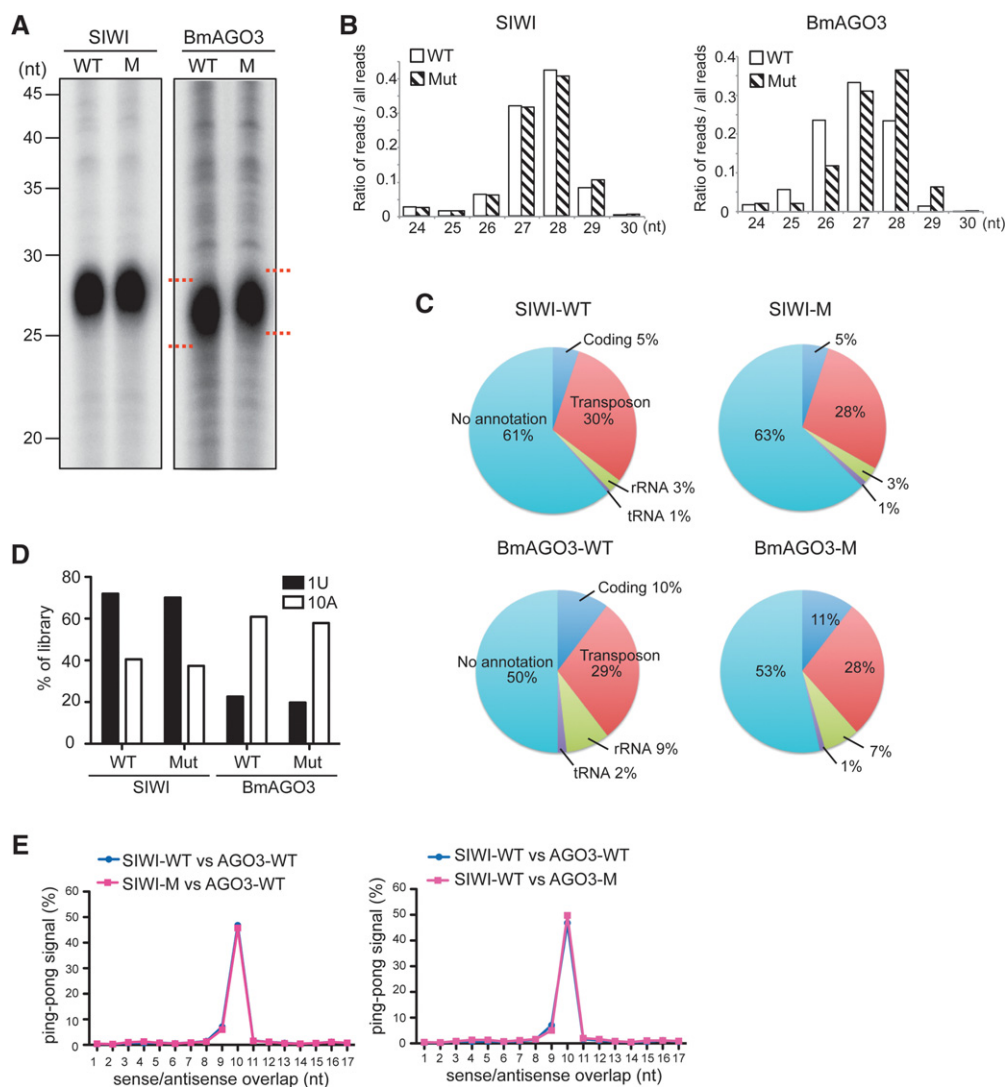 A
SIWI
BmAGO3
(nt)
WT
M
WT
M
45
40
35
30
25
20
B
SIWI
WT
Mut
Ratio of reads / all reads
0.4
0.3
0.2
0.1
0
24 25 26 27 28 29 30 (nt)
BmAGO3
WT
Mut
Ratio of reads / all reads
0.4
0.3
0.2
0.1
0
24 25 26 27 28 29 30 (nt)
C
SIWI-WT
Coding 5%
Transposon
30%
No annotation
61%
rRNA 3%
tRNA 1%
SIWI-M
5%
28%
63%
3%
1%
BmAGO3-WT
Coding 10%
Transposon
29%
No annotation
50%
rRNA 9%
tRNA 2%
BmAGO3-M
11%
28%
53%
7%
1%
D
% of library
80
60
40
20
0
1U
10A
WT Mut WT Mut
SIWI BmAGO3
E
SIWI-WT vs AGO3-WT
SIWI-M vs AGO3-WT
ping-pong signal (%)
60
50
40
30
20
10
0
1 2 3 4 5 6 7 8 9 10 11 12 13 14 15 16 17
sense/antisense overlap (nt)
SIWI-WT vs AGO3-WT
SIWI-WT vs AGO3-M
ping-pong signal (%)
60
50
40
30
20
10
0
1 2 3 4 5 6 7 8 9 10 11 12 13 14 15 16 17
sense/antisense overlap (nt)